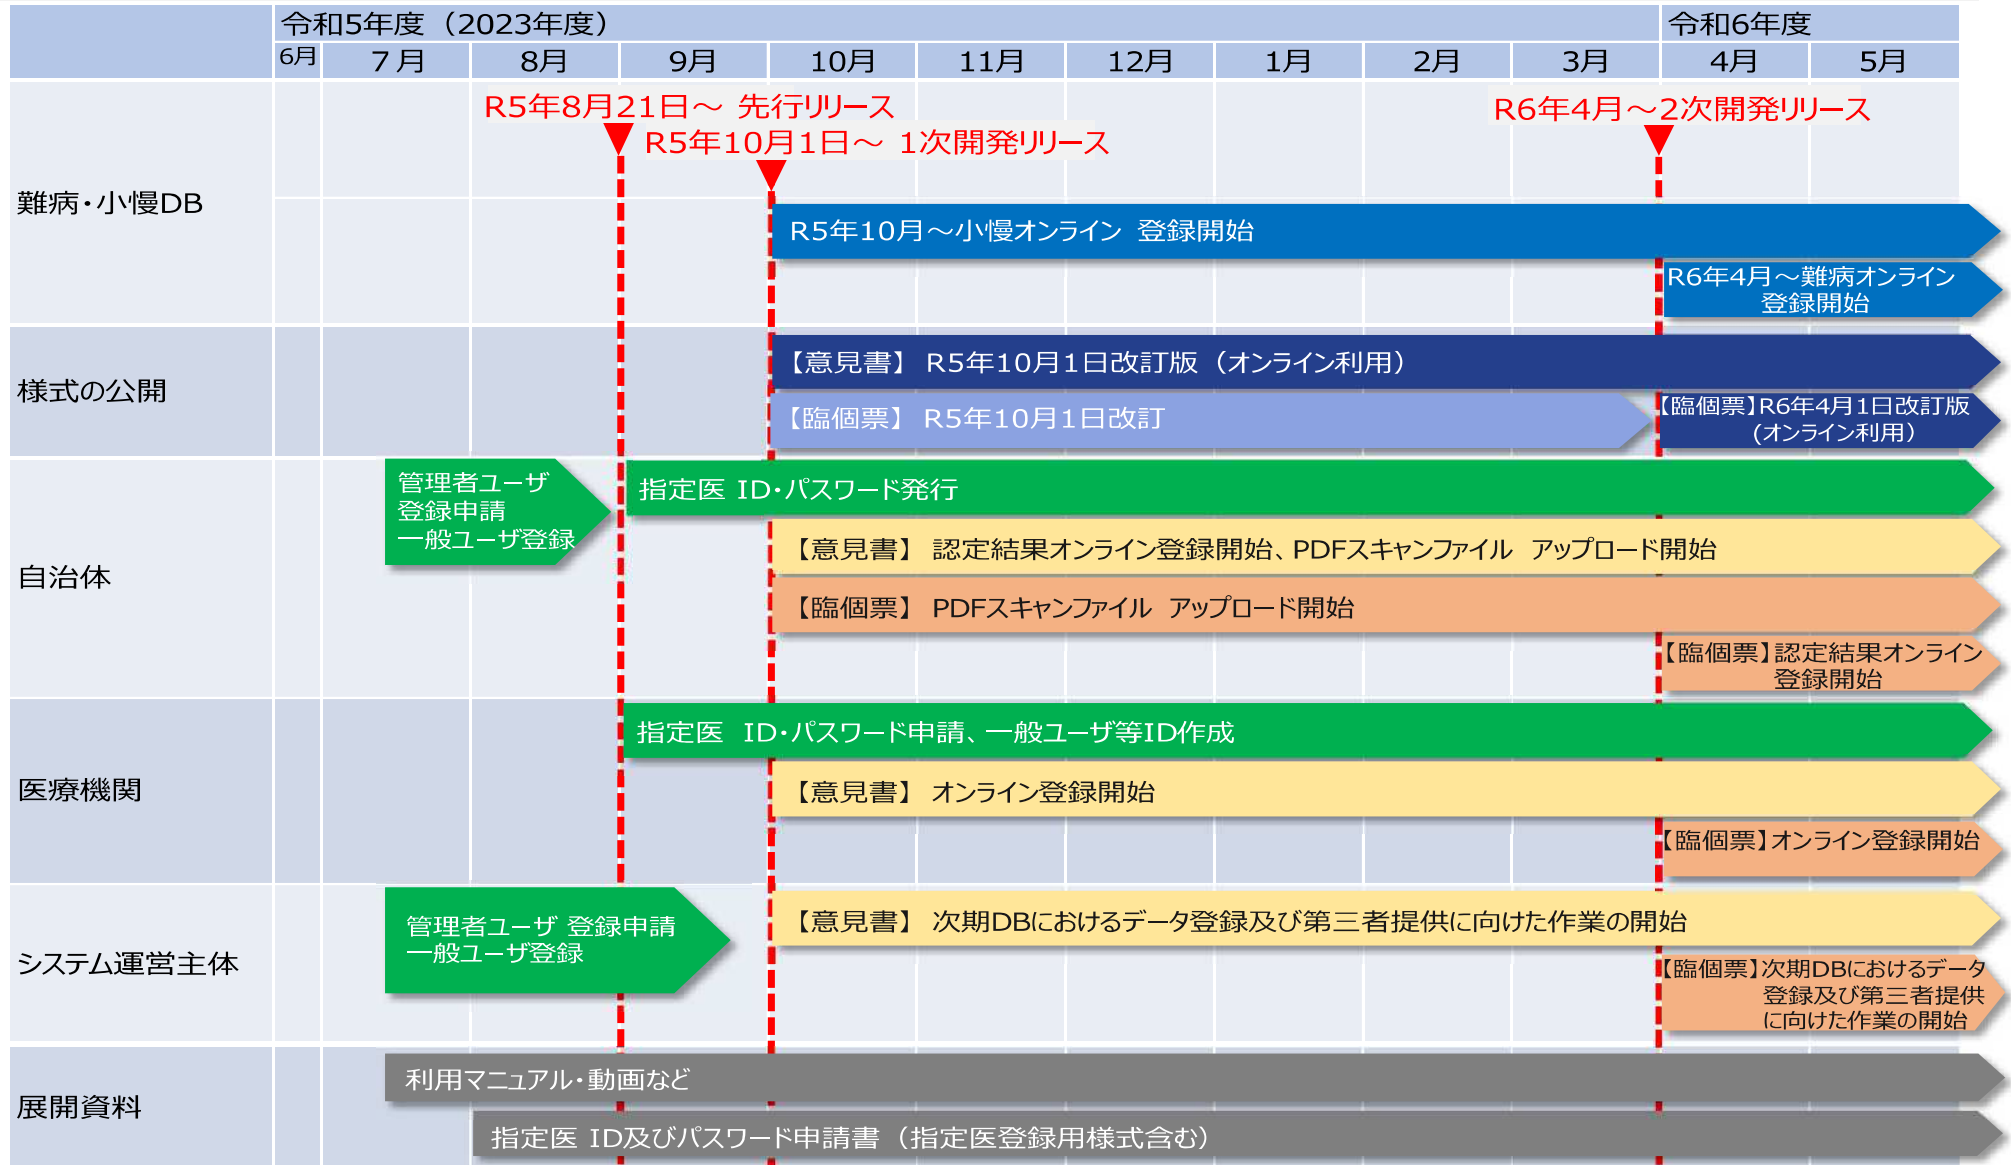 令和5年度（2023年度）
令和6年度
6月
７月
8月
9月
10月
11月
12月
1月
2月
3月
4月
5月
R5年8月21日～ 先行リリース
R5年10月1日～ 1次開発リリース
R6年4月～2次開発リリース
難病・小慢DB
R5年10月～小慢オンライン 登録開始
R6年4月～難病オンライン
登録開始
様式の公開
【意見書】 R5年10月1日改訂版（オンライン利用）
【臨個票】 R5年10月1日改訂
【臨個票】R6年4月1日改訂版
(オンライン利用）
自治体
管理者ユーザ
登録申請
一般ユーザ登録
指定医 ID・パスワード発行
【意見書】 認定結果オンライン登録開始、PDFスキャンファイル アップロード開始
【臨個票】 PDFスキャンファイル アップロード開始
【臨個票】認定結果オンライン
登録開始
医療機関
指定医 ID・パスワード申請、一般ユーザ等ID作成
【意見書】 オンライン登録開始
【臨個票】オンライン登録開始
システム運営主体
管理者ユーザ 登録申請
一般ユーザ登録
【意見書】 次期DBにおけるデータ登録及び第三者提供に向けた作業の開始
【臨個票】次期DBにおけるデータ
登録及び第三者提供
に向けた作業の開始
展開資料
利用マニュアル・動画など
指定医 ID及びパスワード申請書（指定医登録用様式含む）